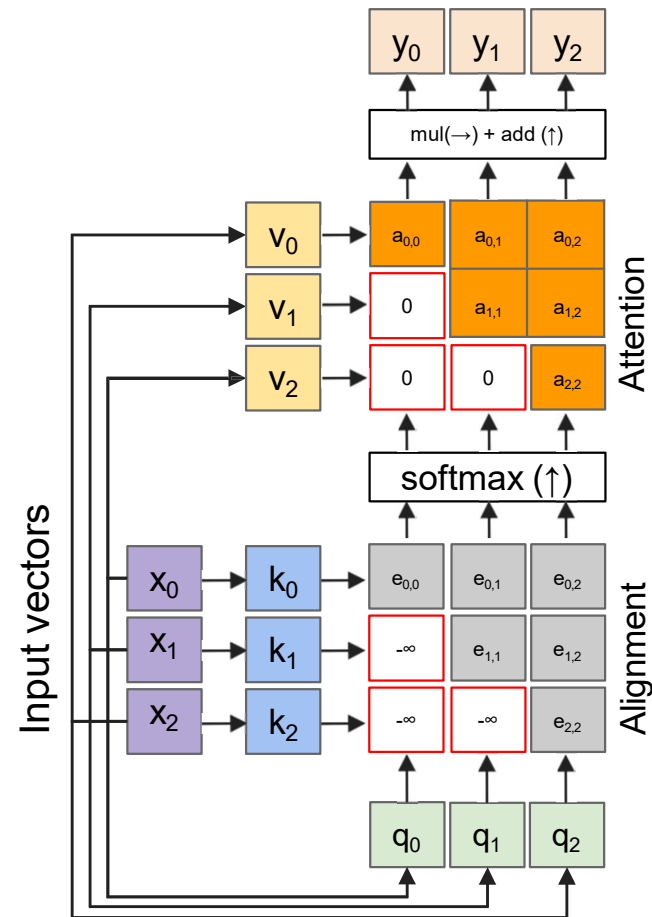 y₀ y₁ y₂
mul(→) + add (↑)
v₀ a₀,₀ a₀,₁ a₀,₂
v₁ 0 a₁,₁ a₁,₂
v₂ 0 0 a₂,₂
Attention
softmax (↑)
Input vectors
x₀ k₀ e₀,₀ e₀,₁ e₀,₂
x₁ k₁ -∞ e₁,₁ e₁,₂
x₂ k₂ -∞ -∞ e₂,₂
Alignment
q₀ q₁ q₂